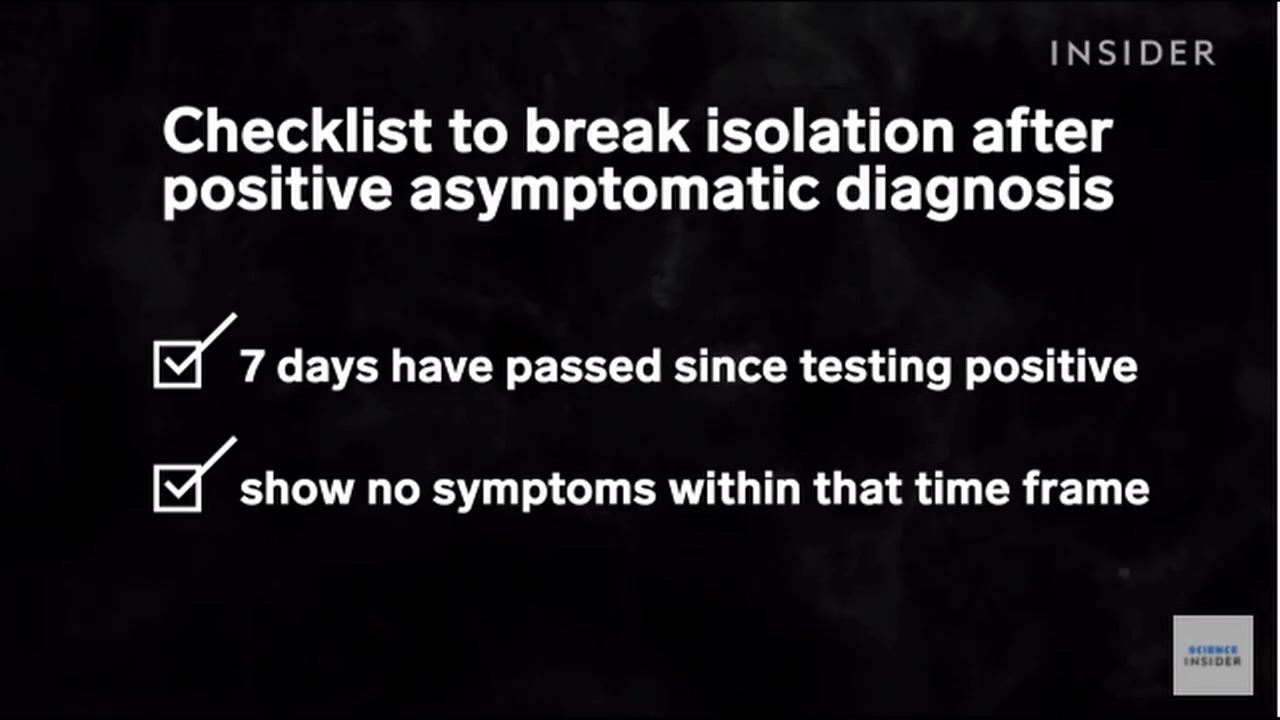 INSIDER
Checklist to break isolation after
positive asymptomatic diagnosis
7 days have passed since testing positive
show no symptoms within that time frame
SCIENCE
INSIDER